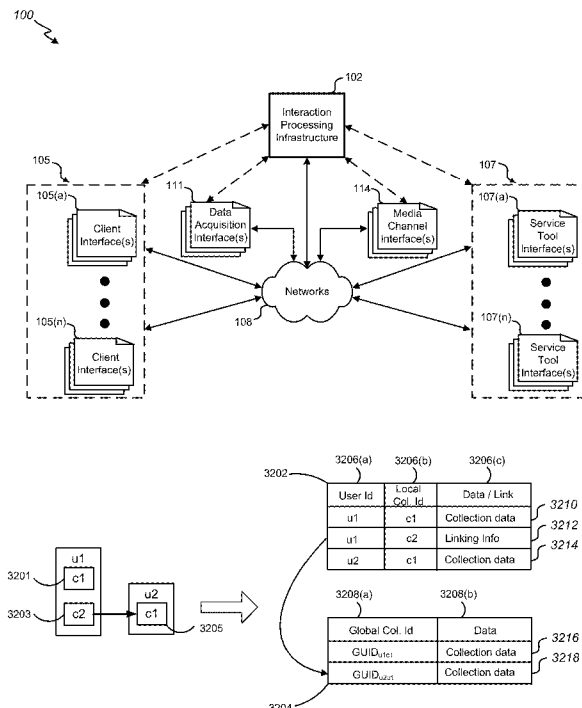 100
102
Interaction
Processing
Infrastructure
105
111
114
107
105(a)
Client
Interface(s)
Data
Acquisition
Interface(s)
Media
Channel
Interface(s)
107(a)
Service
Tool
Interface(s)
Networks
108
105(n)
Client
Interface(s)
107(n)
Service
Tool
Interface(s)
3206(a) 3206(b) 3206(c)
3202
User Id Local Col. Id Data / Link
u1 c1 Collection data 3210
u1 c2 Linking Info 3212
u2 c1 Collection data 3214
u1
3201 c1
3203 c2
u2
c1
3205
3208(a) 3208(b)
Global Col. Id Data
GUIDu1c1 Collection data 3216
GUIDu2c1 Collection data 3218
3204